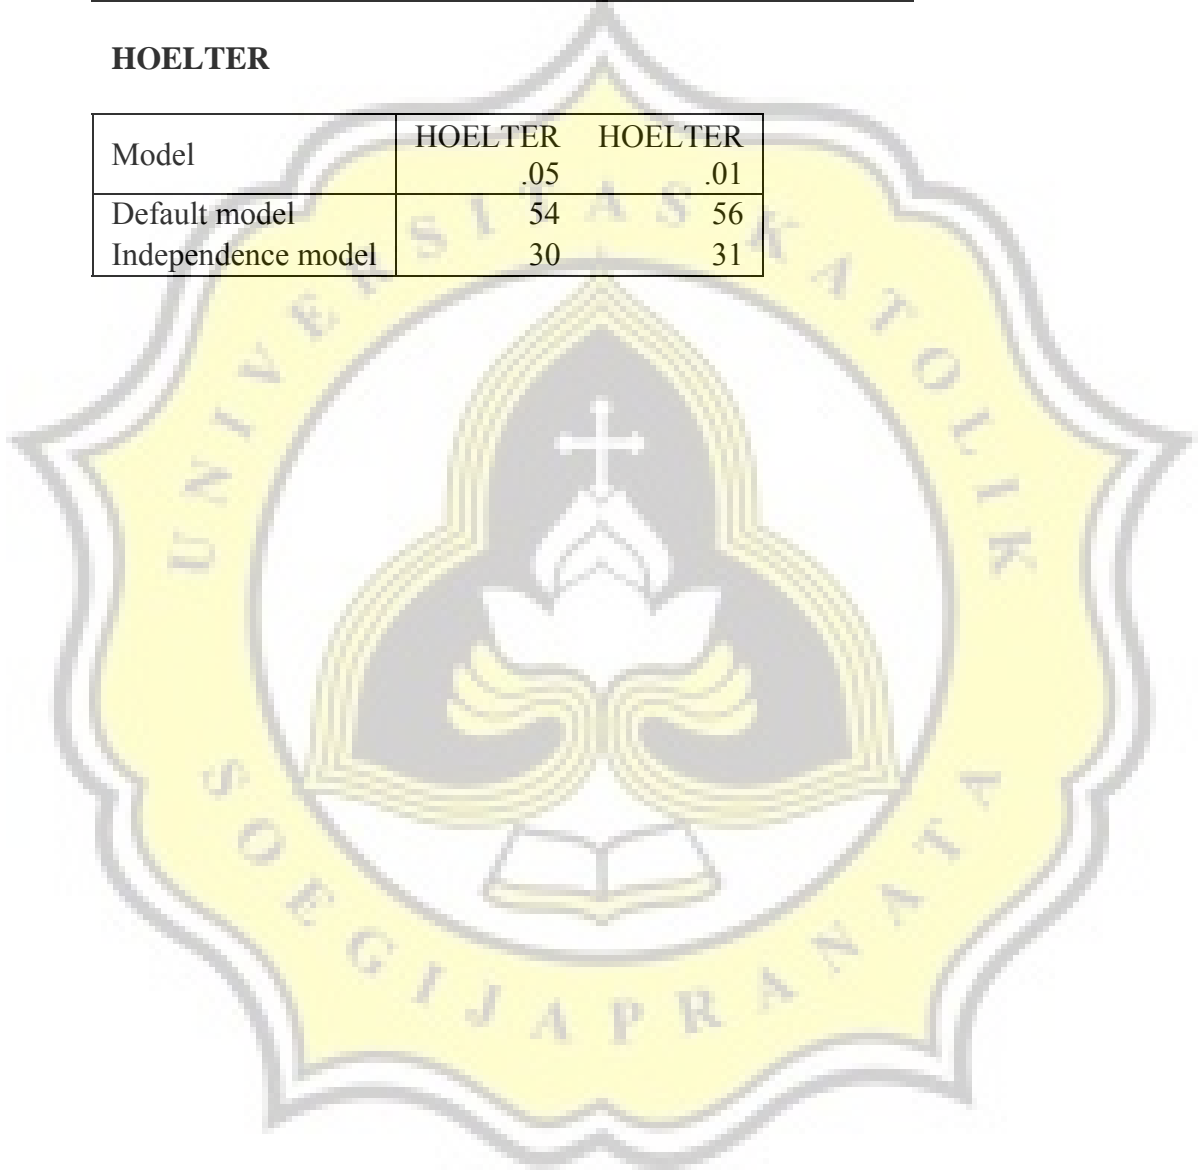 HOELTER
Model HOELTER HOELTER
.05 .01
Default model 54 56
Independence model 30 31
UNIVERSITAS KATOLIK
SOEGIJAPRANATA